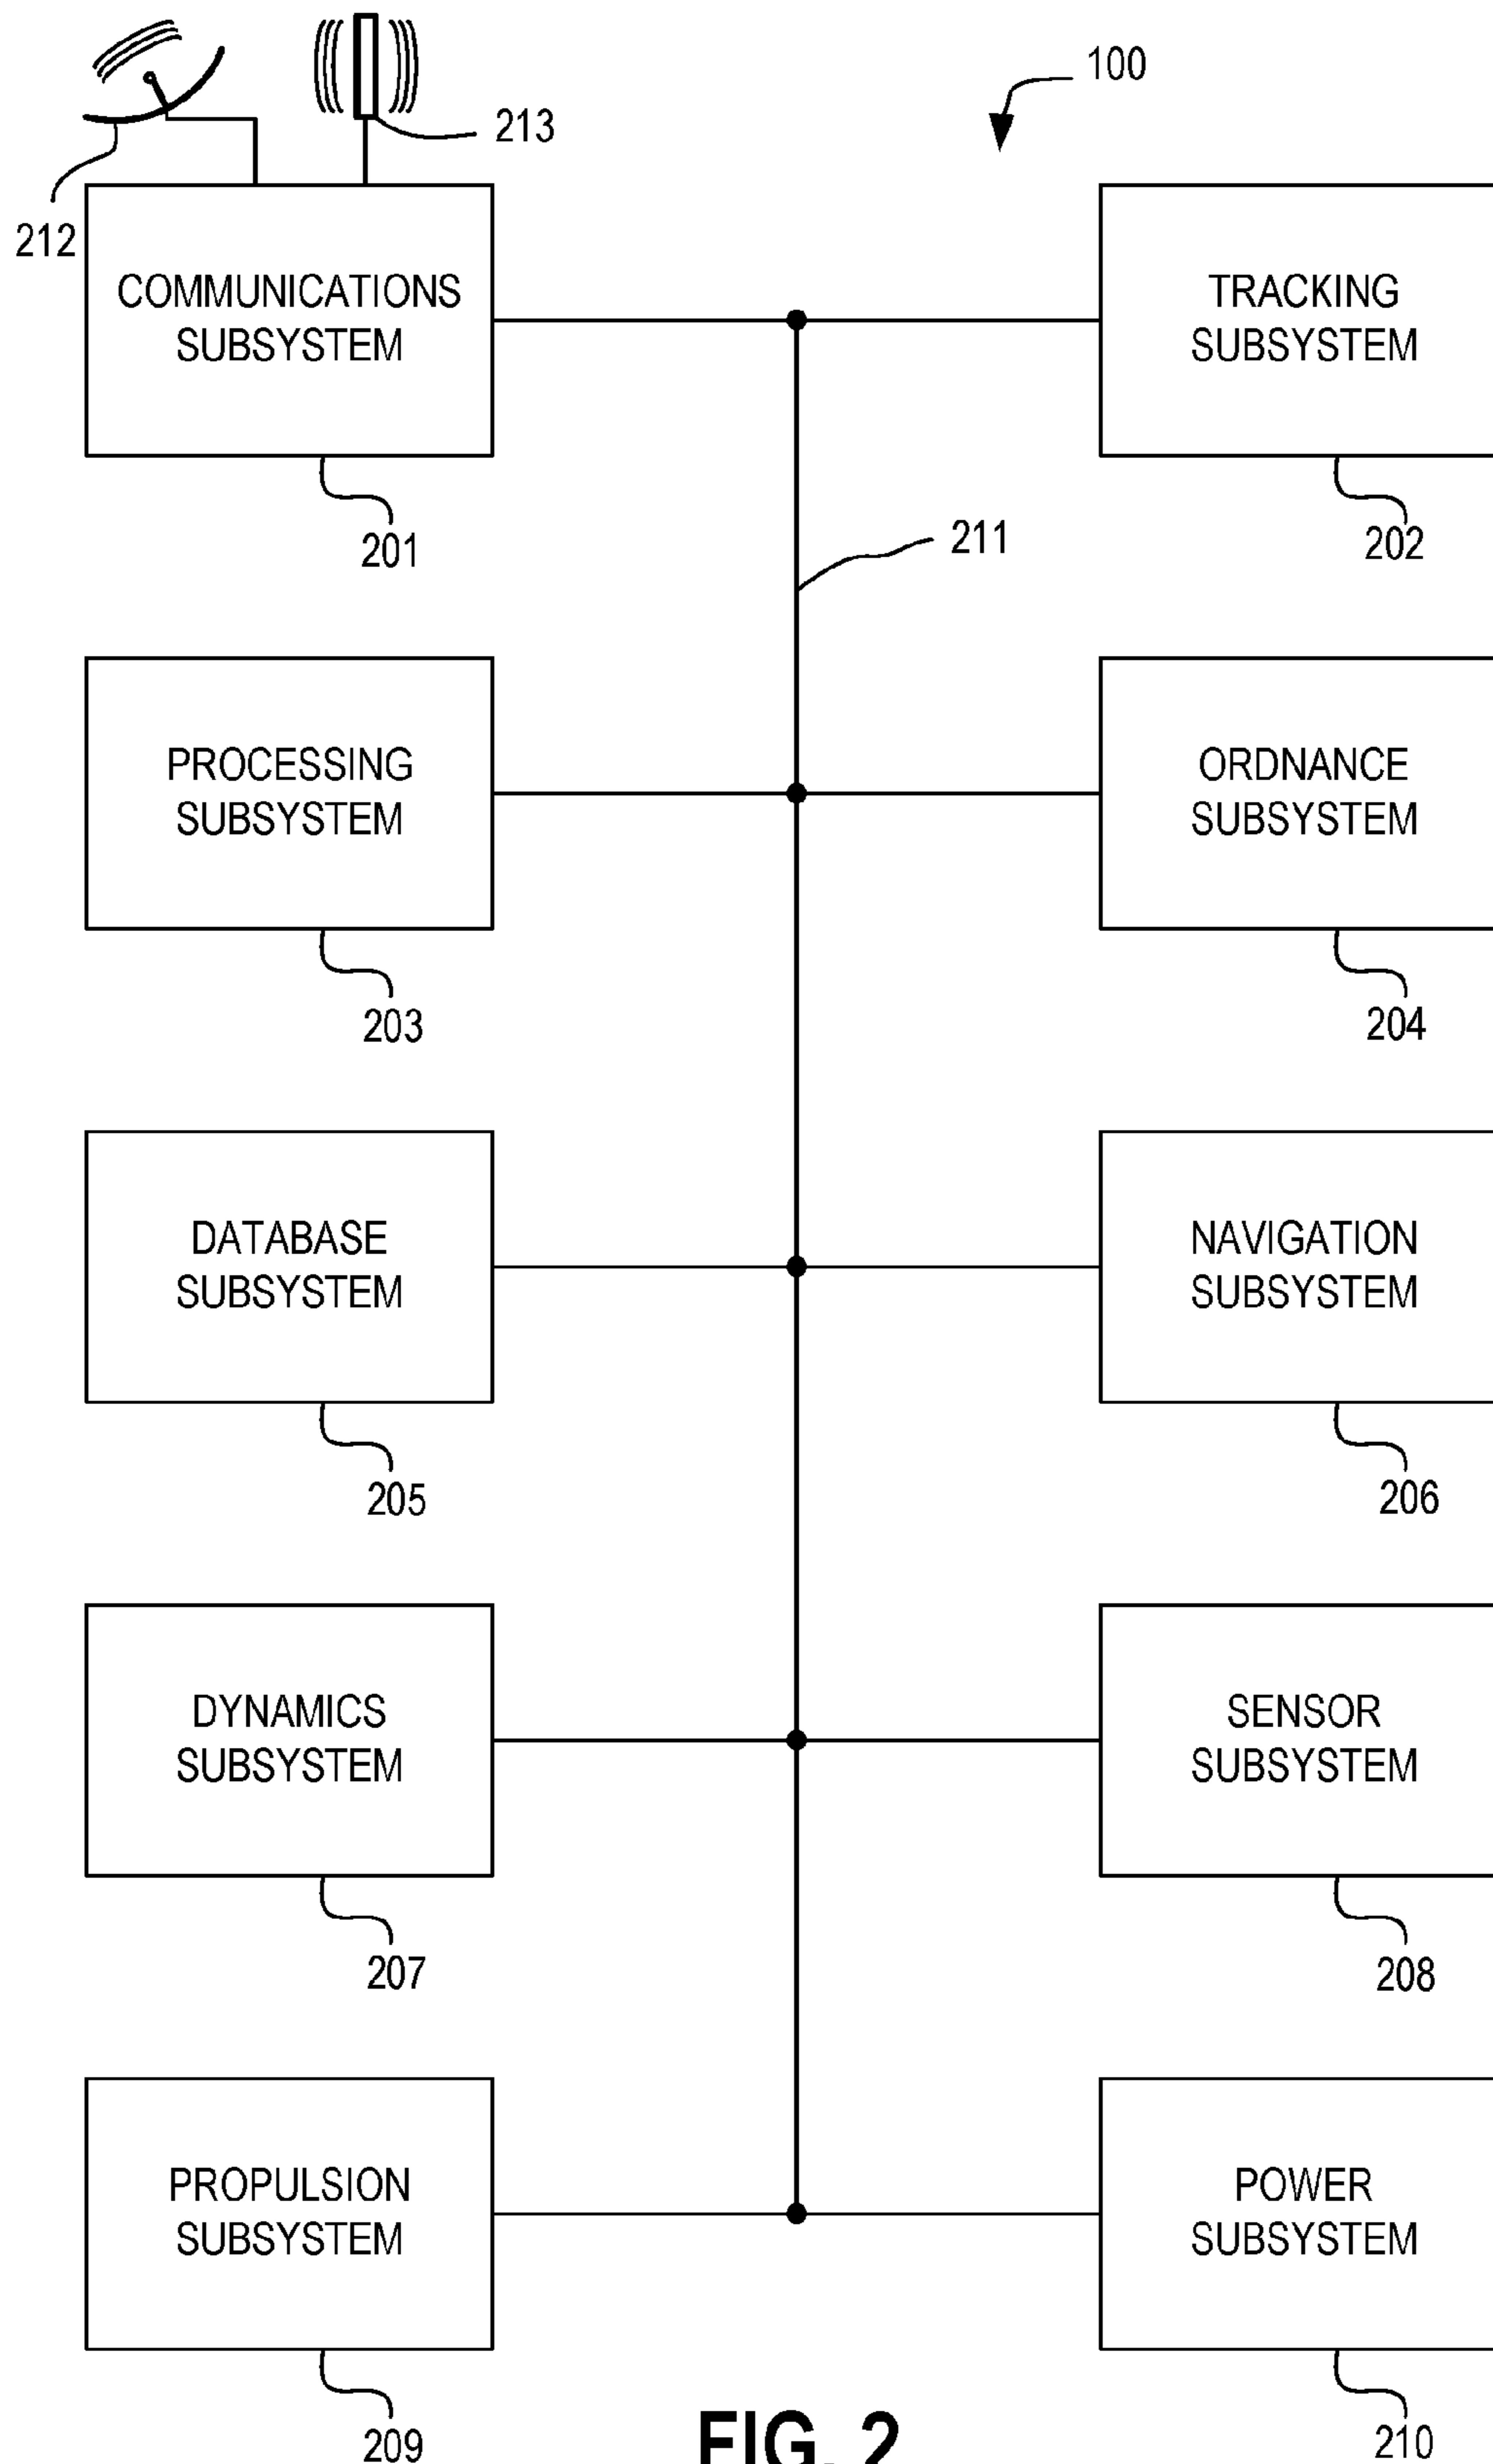 100
213
212
COMMUNICATIONS
SUBSYSTEM
201
TRACKING
SUBSYSTEM
202
211
PROCESSING
SUBSYSTEM
203
ORDNANCE
SUBSYSTEM
204
DATABASE
SUBSYSTEM
205
NAVIGATION
SUBSYSTEM
206
DYNAMICS
SUBSYSTEM
207
SENSOR
SUBSYSTEM
208
PROPULSION
SUBSYSTEM
209
POWER
SUBSYSTEM
210
FIG. 2